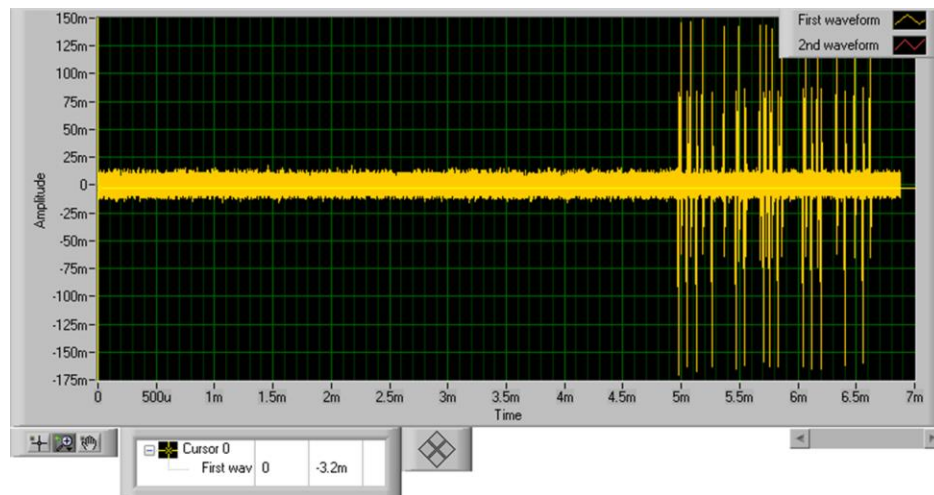 First waveform
2nd waveform
150m
125m
100m
75m
50m
25m
0
-25m
-50m
-75m
-100m
-125m
-150m
-175m
Amplitude
0 500u 1m 1.5m 2m 2.5m 3m 3.5m 4m 4.5m 5m 5.5m 6m 6.5m 7m
Time
Cursor 0
First wav 0 -3.2m